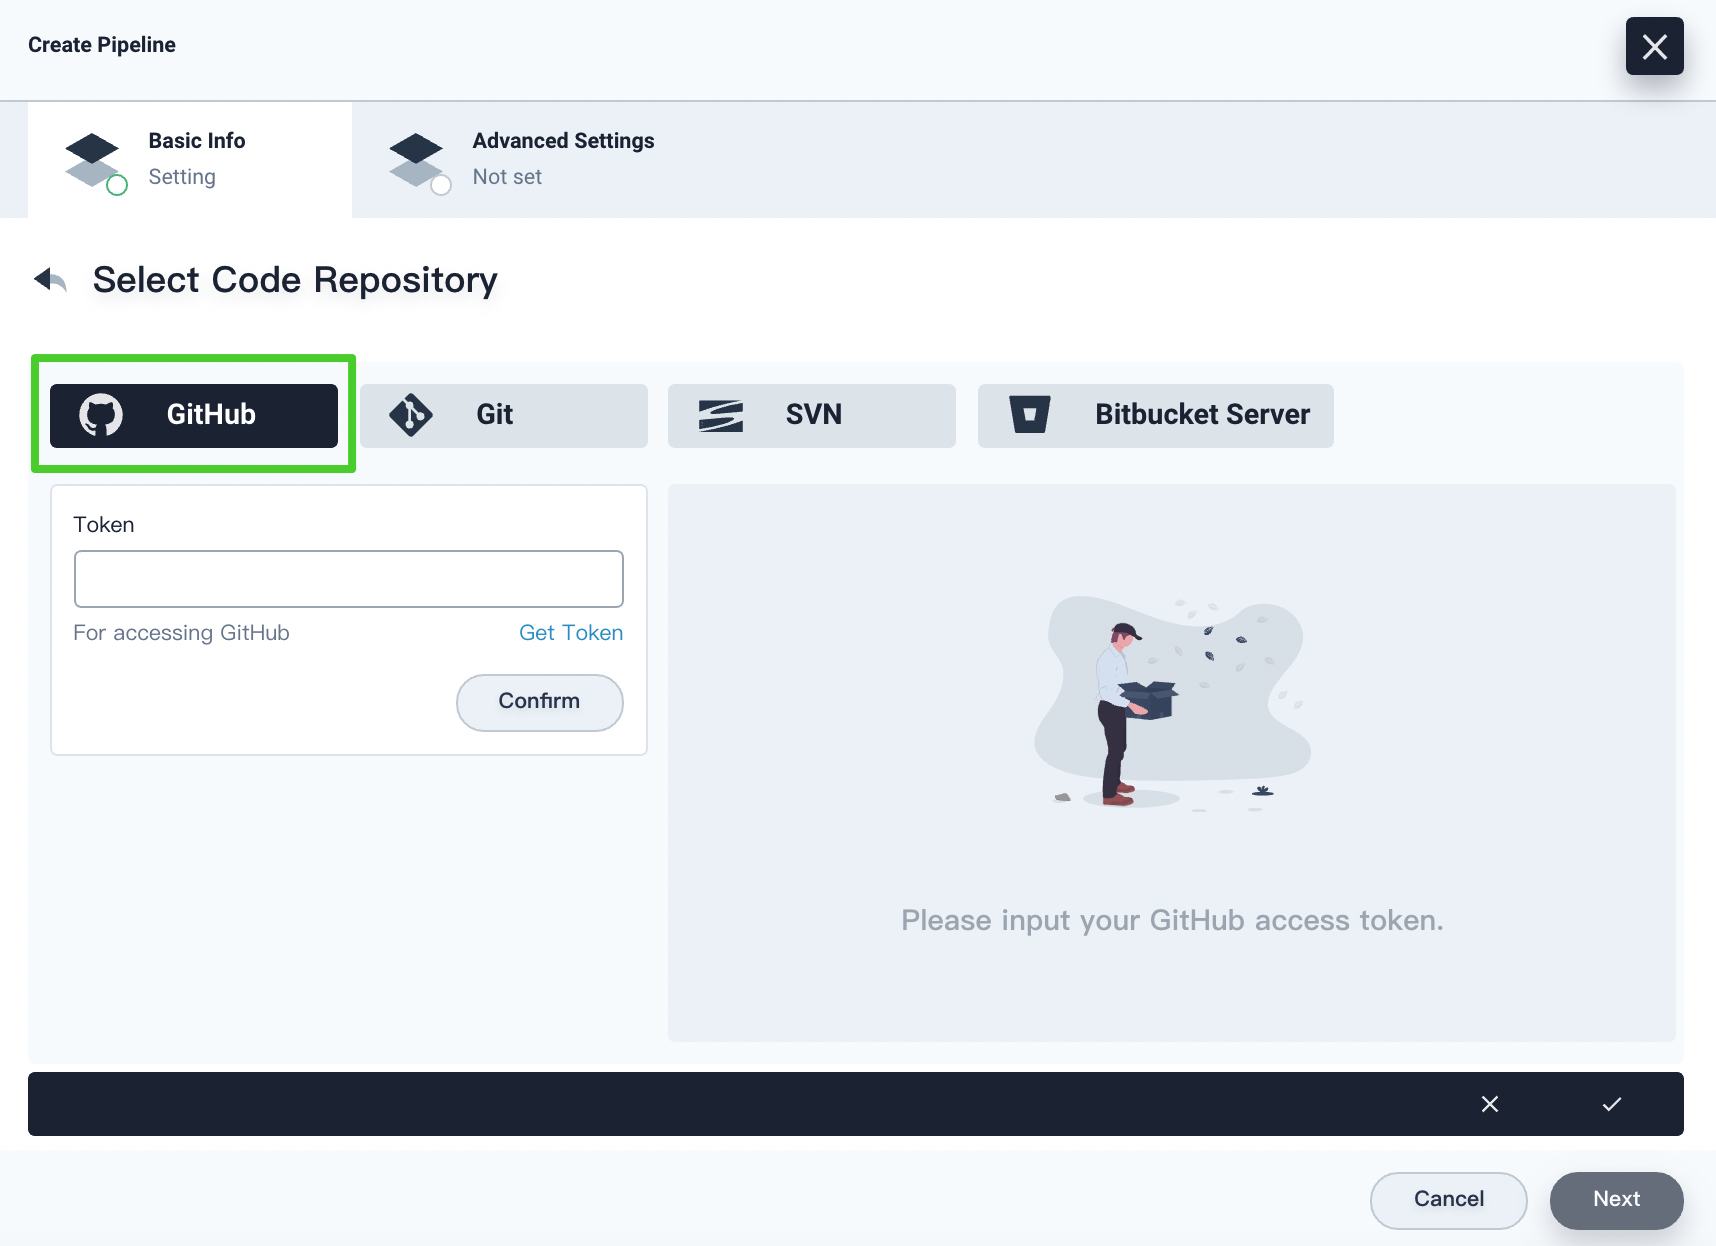 Create Pipeline
Basic Info
Setting
Advanced Settings
Not set
Select Code Repository
GitHub
Git
SVN
Bitbucket Server
Token
For accessing GitHub
Get Token
Confirm
Please input your GitHub access token.
Cancel
Next